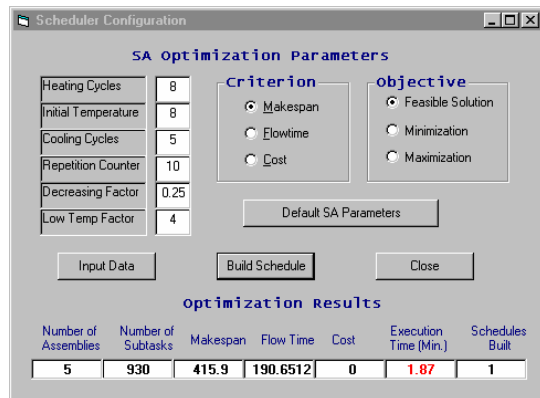 Scheduler Configuration
SA Optimization Parameters
Heating Cycles 8
Initial Temperature 8
Cooling Cycles 5
Repetition Counter 10
Decreasing Factor 0.25
Low Temp Factor 4
Criterion
Makespan
Flowtime
Cost
Objective
Feasible Solution
Minimization
Maximization
Default SA Parameters
Input Data Build Schedule Close
Optimization Results
Number of Number of Execution Schedules
Assemblies Subtasks Makespan Flow Time Cost Time (Min.) Built
5 930 415.9 190.6512 0 1.87 1